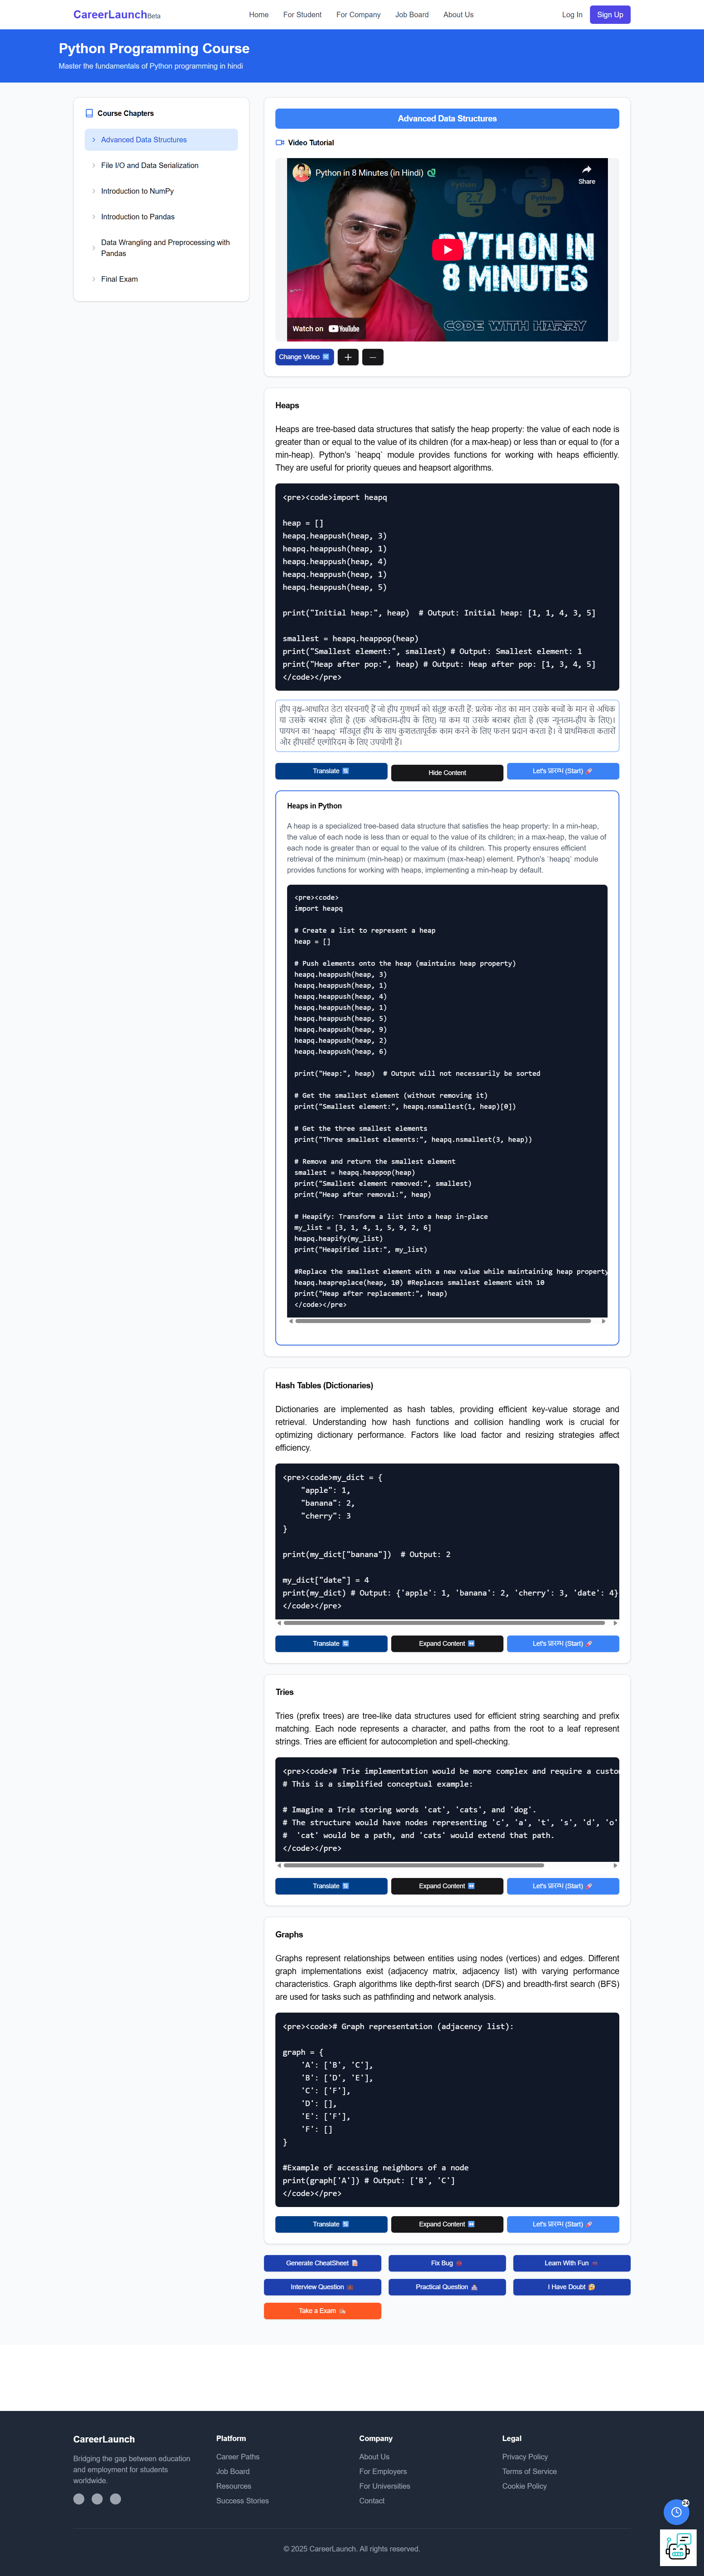 CareerLaunchBeta
Home For Student For Company Job Board About Us
Log In Sign Up
Python Programming Course
Master the fundamentals of Python programming in hindi
Course Chapters
Advanced Data Structures
File I/O and Data Serialization
Introduction to NumPy
Introduction to Pandas
Data Wrangling and Preprocessing with
Pandas
Final Exam
Advanced Data Structures
Video Tutorial
Python in 8 Minutes (in Hindi)
Share
Python
2.7
3
Python
PYTHON IN
8 MINUTES
Watch on YouTube
CODE WITH HARRY
Change Video
Heaps
Heaps are tree-based data structures that satisfy the heap property: the value of each node is
greater than or equal to the value of its children (for a max-heap) or less than or equal to (for a
min-heap). Python's `heapq` module provides functions for working with heaps efficiently.
They are useful for priority queues and heapsort algorithms.
<pre><code>import heapq
heap = []
heapq.heappush(heap, 3)
heapq.heappush(heap, 1)
heapq.heappush(heap, 4)
heapq.heappush(heap, 1)
heapq.heappush(heap, 5)
print("Initial heap:", heap)  # Output: Initial heap: [1, 1, 4, 3, 5]
smallest = heapq.heappop(heap)
print("Smallest element:", smallest) # Output: Smallest element: 1
print("Heap after pop:", heap) # Output: Heap after pop: [1, 3, 4, 5]
</code></pre>
हीप वृक्ष-आधारित डेटा संरचनाएँ हैं जो हीप गुणधर्म को संतुष्ट करती हैं: प्रत्येक नोड का मान उसके बच्चों के मान से अधिक
या उसके बराबर होता है (एक अधिकतम-हीप के लिए) या कम या उसके बराबर होता है (एक न्यूनतम-हीप के लिए)।
पायथन का `heapq` मॉड्यूल हीप के साथ कुशलतापूर्वक काम करने के लिए फलन प्रदान करता है। वे प्राथमिकता कतारों
और हीपसॉर्ट एल्गोरिदम के लिए उपयोगी हैं।
Translate Hide Content Let's प्रारम्भ (Start)
Heaps in Python
A heap is a specialized tree-based data structure that satisfies the heap property: In a min-heap,
the value of each node is less than or equal to the value of its children; in a max-heap, the value of
each node is greater than or equal to the value of its children. This property ensures efficient
retrieval of the minimum (min-heap) or maximum (max-heap) element. Python's `heapq` module
provides functions for working with heaps, implementing a min-heap by default.
<pre><code>
import heapq
# Create a list to represent a heap
heap = []
# Push elements onto the heap (maintains heap property)
heapq.heappush(heap, 3)
heapq.heappush(heap, 1)
heapq.heappush(heap, 4)
heapq.heappush(heap, 1)
heapq.heappush(heap, 5)
heapq.heappush(heap, 9)
heapq.heappush(heap, 2)
heapq.heappush(heap, 6)
print("Heap:", heap)  # Output will not necessarily be sorted
# Get the smallest element (without removing it)
print("Smallest element:", heapq.nsmallest(1, heap)[0])
# Get the three smallest elements
print("Three smallest elements:", heapq.nsmallest(3, heap))
# Remove and return the smallest element
smallest = heapq.heappop(heap)
print("Smallest element removed:", smallest)
print("Heap after removal:", heap)
# Heapify: Transform a list into a heap in-place
my_list = [3, 1, 4, 1, 5, 9, 2, 6]
heapq.heapify(my_list)
print("Heapified list:", my_list)
#Replace the smallest element with a new value while maintaining heap property
heapq.heapreplace(heap, 10) #Replaces smallest element with 10
print("Heap after replacement:", heap)
</code></pre>
Hash Tables (Dictionaries)
Dictionaries are implemented as hash tables, providing efficient key-value storage and
retrieval. Understanding how hash functions and collision handling work is crucial for
optimizing dictionary performance. Factors like load factor and resizing strategies affect
efficiency.
<pre><code>my_dict = {
    "apple": 1,
    "banana": 2,
    "cherry": 3
}
print(my_dict["banana"])  # Output: 2
my_dict["date"] = 4
print(my_dict) # Output: {'apple': 1, 'banana': 2, 'cherry': 3, 'date': 4}
</code></pre>
Translate Expand Content Let's प्रारम्भ (Start)
Tries
Tries (prefix trees) are tree-like data structures used for efficient string searching and prefix
matching. Each node represents a character, and paths from the root to a leaf represent
strings. Tries are efficient for autocompletion and spell-checking.
<pre><code># Trie implementation would be more complex and require a custo
# This is a simplified conceptual example:
# Imagine a Trie storing words 'cat', 'cats', and 'dog'.
# The structure would have nodes representing 'c', 'a', 't', 's', 'd', 'o'
#  'cat' would be a path, and 'cats' would extend that path.
</code></pre>
Translate Expand Content Let's प्रारम्भ (Start)
Graphs
Graphs represent relationships between entities using nodes (vertices) and edges. Different
graph implementations exist (adjacency matrix, adjacency list) with varying performance
characteristics. Graph algorithms like depth-first search (DFS) and breadth-first search (BFS)
are used for tasks such as pathfinding and network analysis.
<pre><code># Graph representation (adjacency list):
graph = {
    'A': ['B', 'C'],
    'B': ['D', 'E'],
    'C': ['F'],
    'D': [],
    'E': ['F'],
    'F': []
}
#Example of accessing neighbors of a node
print(graph['A']) # Output: ['B', 'C']
</code></pre>
Translate Expand Content Let's प्रारम्भ (Start)
Generate CheatSheet Fix Bug Learn With Fun
Interview Question Practical Question I Have Doubt
Take a Exam
CareerLaunch
Bridging the gap between education
and employment for students
worldwide.
Platform
Career Paths
Job Board
Resources
Success Stories
Company
About Us
For Employers
For Universities
Contact
Legal
Privacy Policy
Terms of Service
Cookie Policy
24
© 2025 CareerLaunch. All rights reserved.